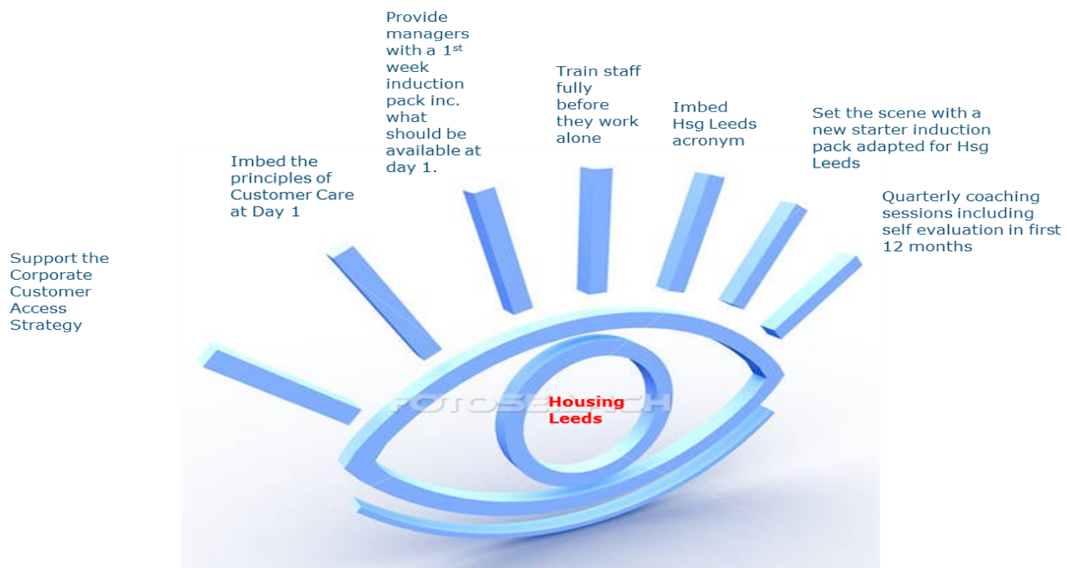 Support the
Corporate
Customer
Access
Strategy
Imbed the
principles of
Customer Care
at Day 1
Provide
managers
with a 1st
week
induction
pack inc.
what
should be
available at
day 1.
Train staff
fully
before
they work
alone
Imbed
Hsg Leeds
acronym
Set the scene with a
new starter induction
pack adapted for Hsg
Leeds
Quarterly coaching
sessions including
self evaluation in first
12 months
FOTOSEARCH
Housing
Leeds